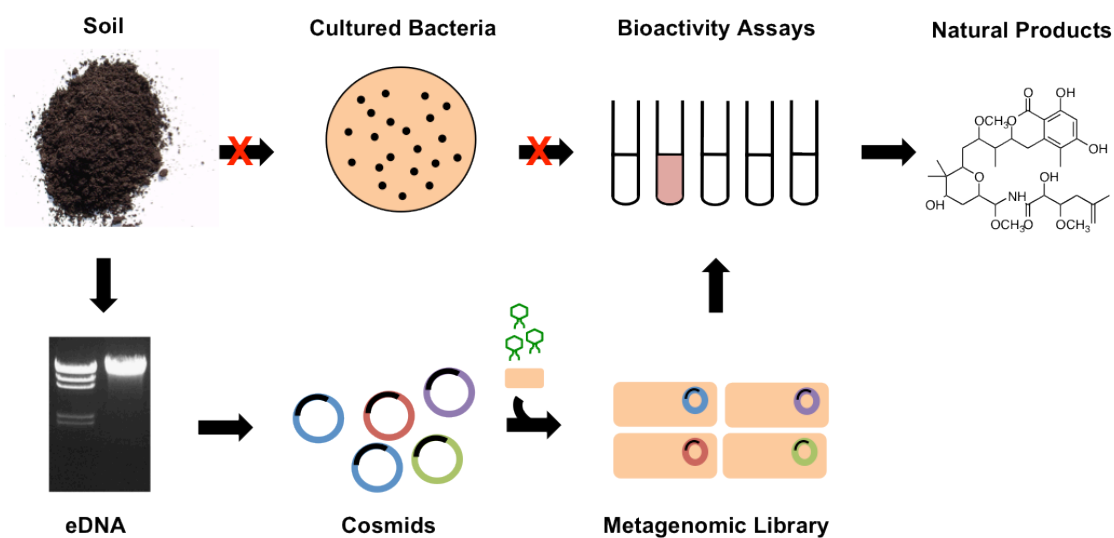 Soil
Cultured Bacteria
Bioactivity Assays
Natural Products
X
X
O
OH
O
OCH3
OH
O
OH
NH
OH
OCH3
O
OCH3
eDNA
Cosmids
Metagenomic Library